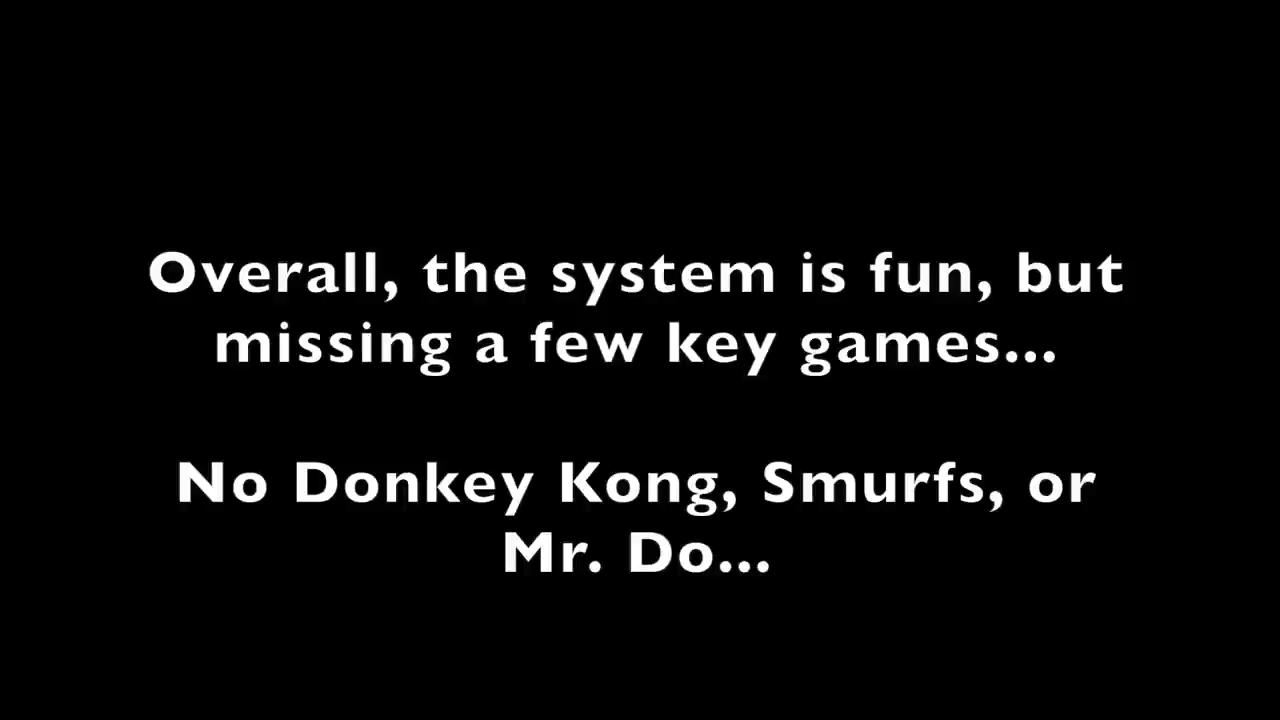 Overall, the system is fun, but
missing a few key games...
No Donkey Kong, Smurfs, or
Mr. Do...